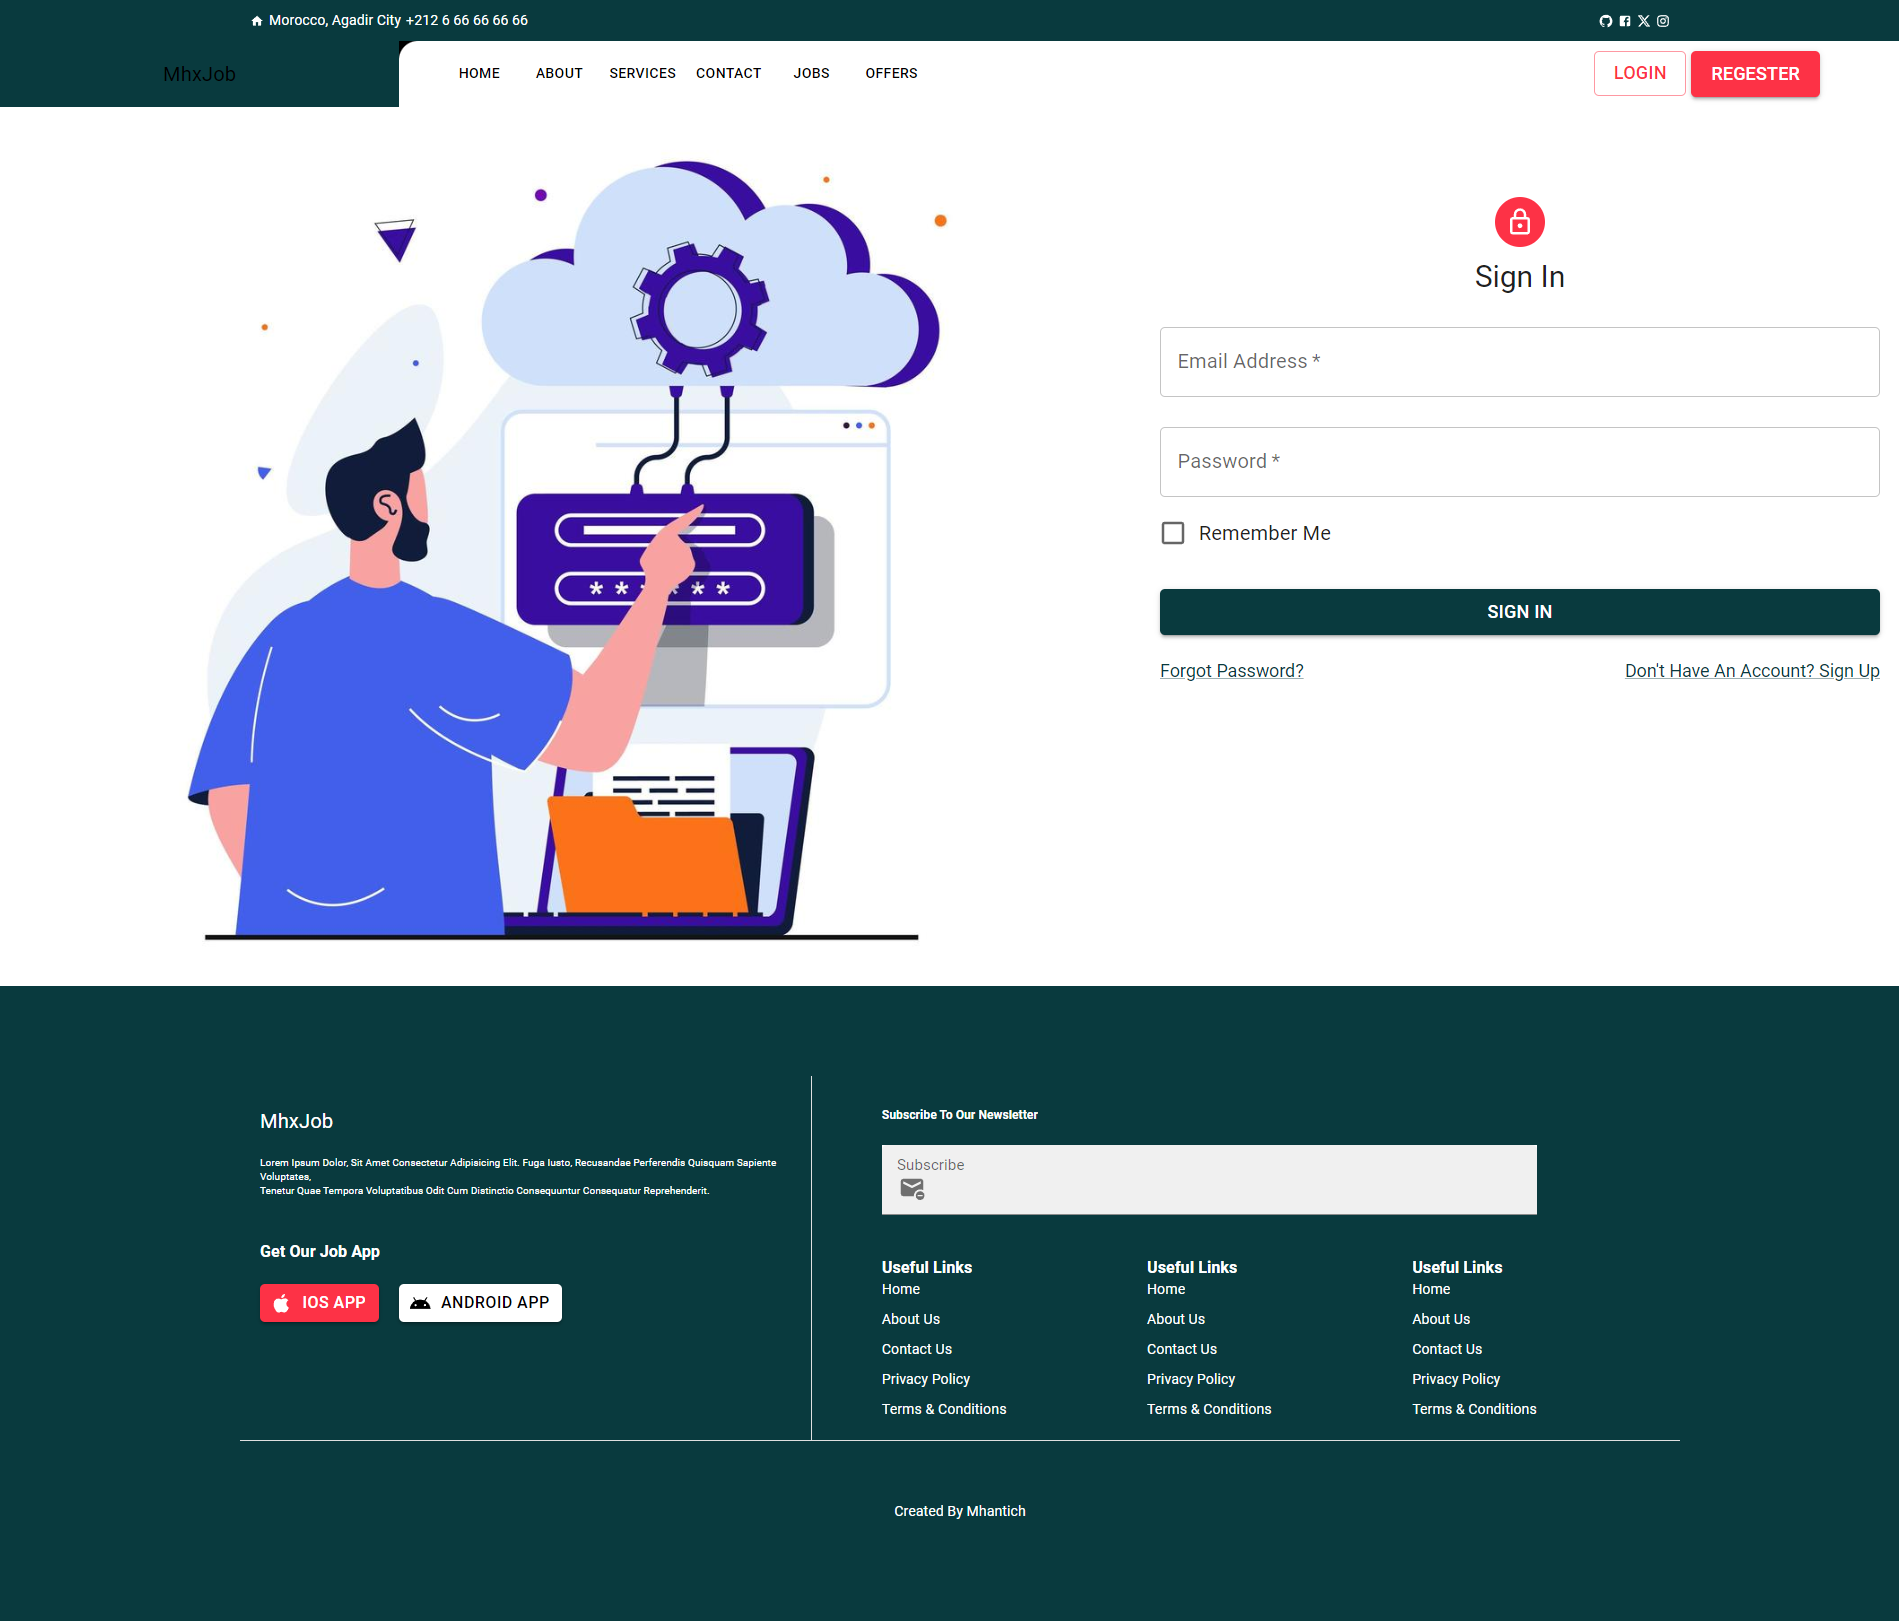 Morocco, Agadir City +212 6 66 66 66 66
MhxJob
HOME ABOUT SERVICES CONTACT JOBS OFFERS
LOGIN REGESTER
Sign In
Email Address *
Password *
Remember Me
SIGN IN
Forgot Password? Don't Have An Account? Sign Up
* * * * * *
MhxJob
Lorem Ipsum Dolor, Sit Amet Consectetur Adipisicing Elit. Fuga Iusto, Recusandae Perferendis Quisquam Sapiente
Voluptates,
Tenetur Quae Tempora Voluptatibus Odit Cum Distinctio Consequuntur Consequatur Reprehenderit.
Get Our Job App
IOS APP ANDROID APP
Subscribe To Our Newsletter
Subscribe
Useful Links
Home
About Us
Contact Us
Privacy Policy
Terms & Conditions
Useful Links
Home
About Us
Contact Us
Privacy Policy
Terms & Conditions
Useful Links
Home
About Us
Contact Us
Privacy Policy
Terms & Conditions
Created By Mhantich